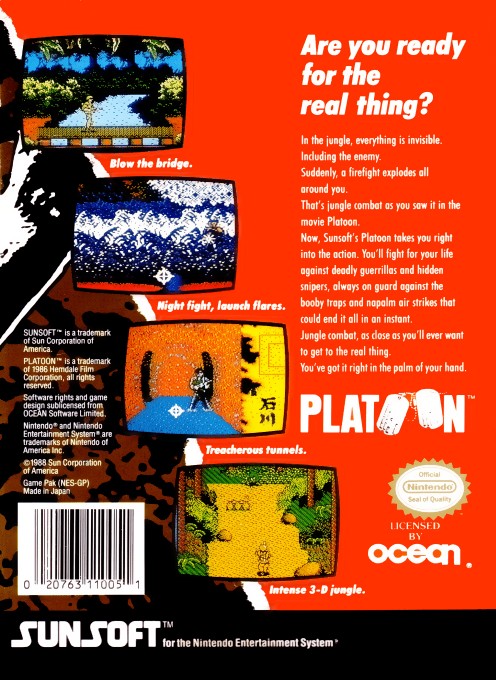 Are you ready
for the
real thing?
In the jungle, everything is invisible.
Including the enemy.
Suddenly, a firefight explodes all
around you.
That's jungle combat as you saw it in the
movie Platoon.
Now, Sunsoft's Platoon takes you right
into the action. You'll fight for your life
against deadly guerrillas and hidden
snipers, always on guard against the
booby traps and napalm air strikes that
could end it all in an instant.
Jungle combat, as close as you'll ever want
to get to the real thing.
You've got it right in the palm of your hand.
PLATOON™
Blow the bridge.
Night fight, launch flares.
石
川
Treacherous tunnels.
Intense 3-D jungle.
SUNSOFT™ is a trademark
of Sun Corporation of
America.
PLATOON™ is a trademark
of 1986 Hemdale Film
Corporation, all rights
reserved.
Software rights and game
design sublicensed from
OCEAN Software Limited.
Nintendo® and Nintendo
Entertainment System® are
trademarks of Nintendo of
America Inc.
©1988 Sun Corporation
of America
Game Pak (NES-GP)
Made in Japan
0 20763 11005 1
Official
Nintendo
Seal of Quality
LICENSED
BY
ocean®
SUNSOFT™ for the Nintendo Entertainment System®